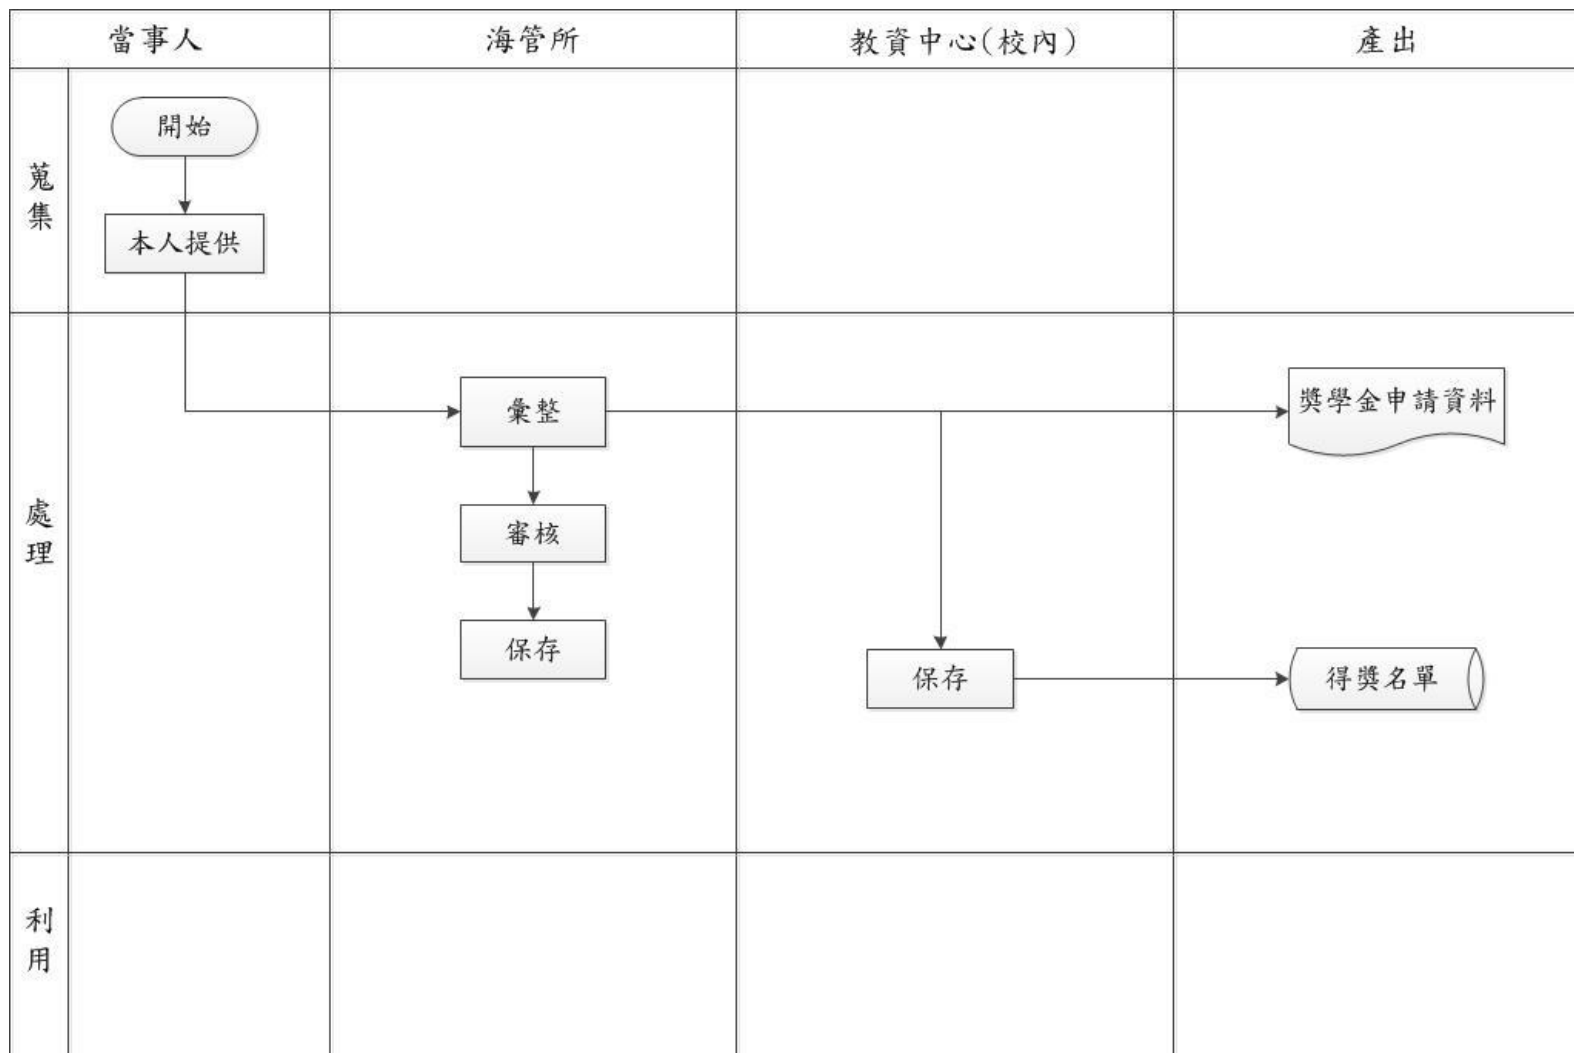 當事人
海管所
教資中心(校內)
產出
蒐集
開始
本人提供
處理
彙整
獎學金申請資料
審核
保存
保存
得獎名單
利用